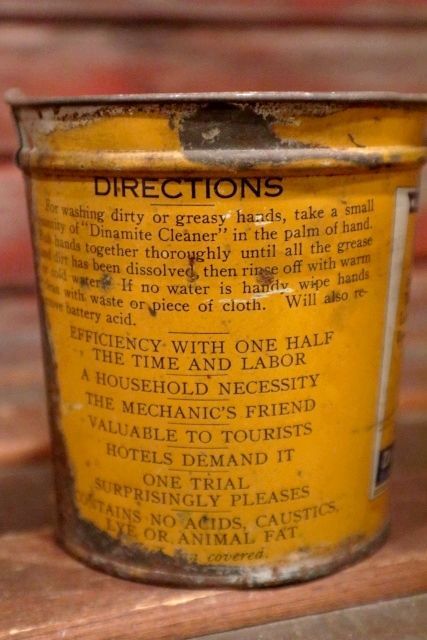 DIRECTIONS
For washing dirty or greasy hands, take a small
"Dinamite Cleaner" in the palm of hand.
hands together thoroughly until all the grease
dirt has been dissolved, then rinse off with warm
or cold water. If no water is handy wipe hands
with waste or piece of cloth. Will also re-
battery acid.
EFFICIENCY WITH ONE HALF
THE TIME AND LABOR
A HOUSEHOLD NECESSITY
THE MECHANIC'S FRIEND
VALUABLE TO TOURISTS
HOTELS DEMAND IT
ONE TRIAL
SURPRISINGLY PLEASES
CONTAINS NO ACIDS, CAUSTICS,
LYE OR ANIMAL FAT
covered.